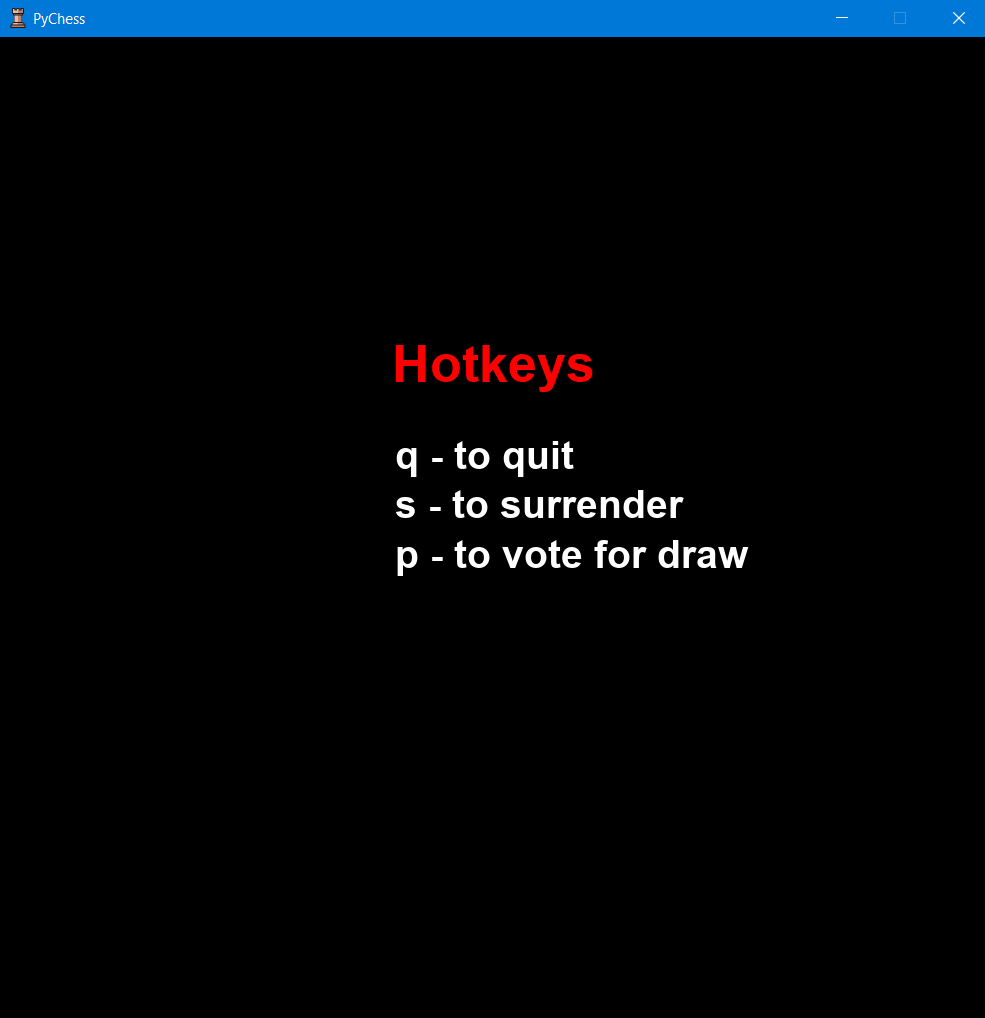 PyChess
Hotkeys
q - to quit
s - to surrender
p - to vote for draw